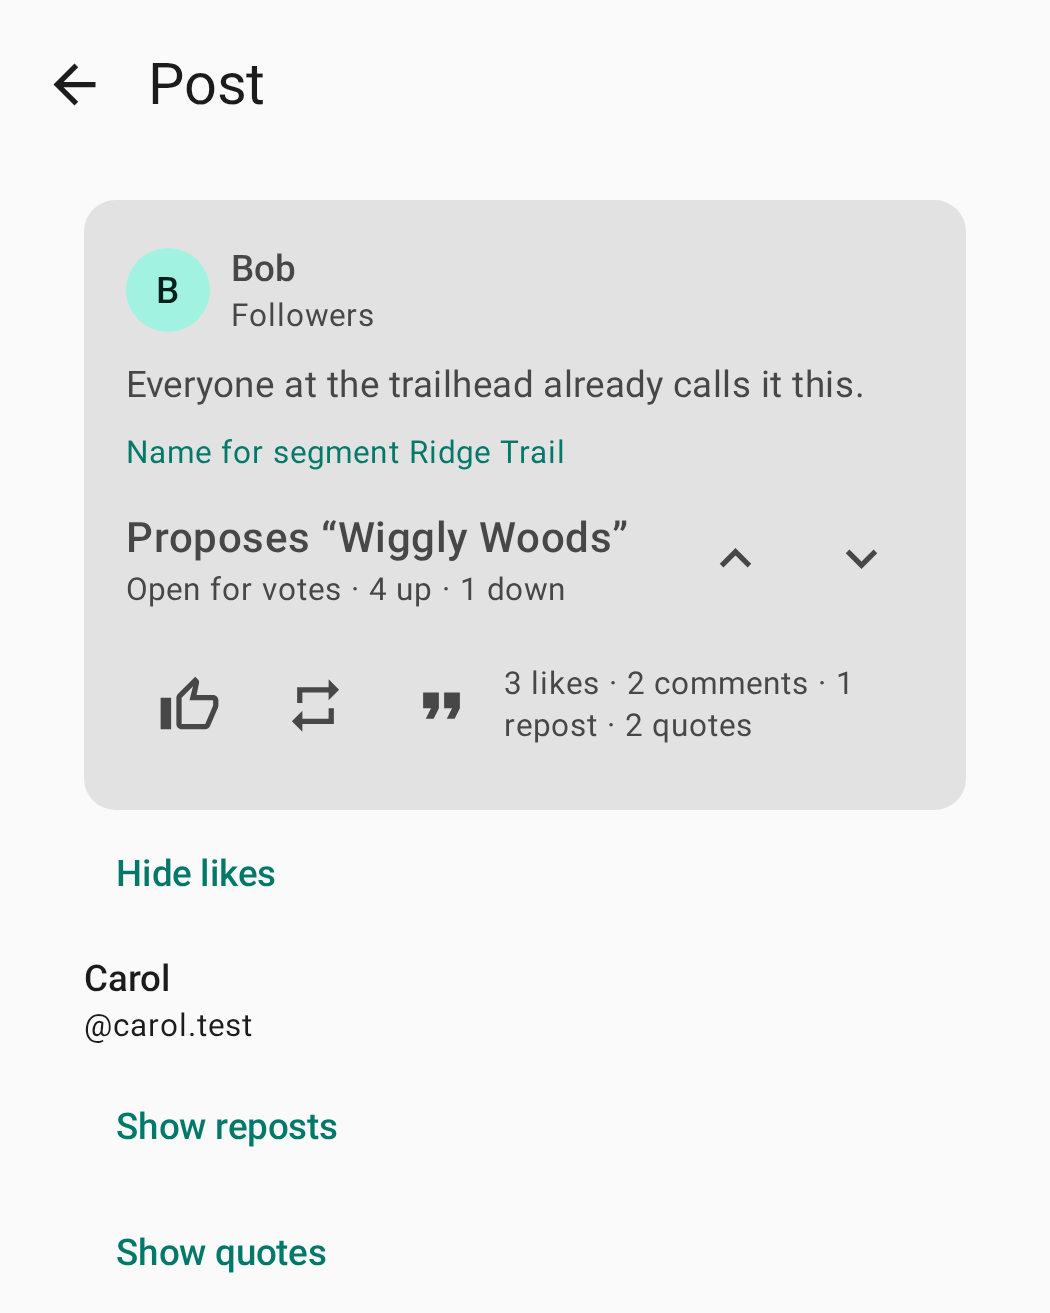 Post
B
Bob
Followers
Everyone at the trailhead already calls it this.
Name for segment Ridge Trail
Proposes “Wiggly Woods”
Open for votes · 4 up · 1 down
3 likes · 2 comments · 1
repost · 2 quotes
Hide likes
Carol
@carol.test
Show reposts
Show quotes